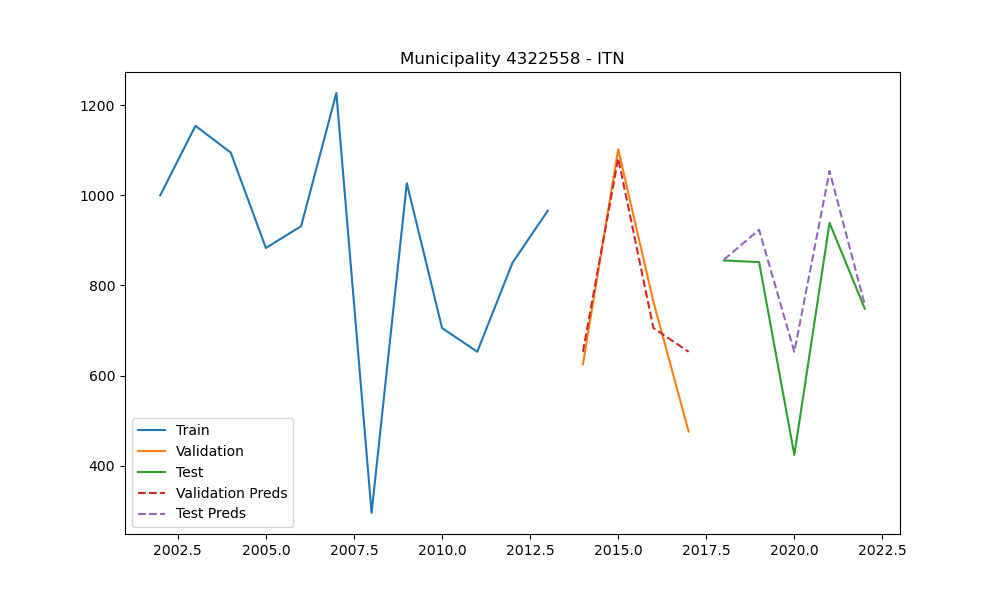 Municipality 4322558 - ITN
1200
1000
800
600
400
Train
Validation
Test
Validation Preds
Test Preds
2002.5 2005.0 2007.5 2010.0 2012.5 2015.0 2017.5 2020.0 2022.5